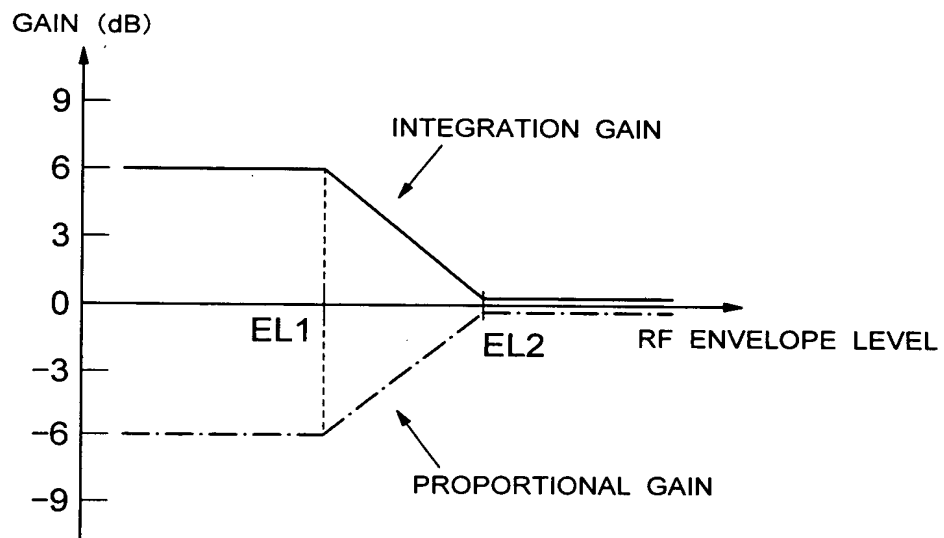 GAIN (dB)
9
6
3
0
−3
−6
−9
INTEGRATION GAIN
EL1
EL2
RF ENVELOPE LEVEL
PROPORTIONAL GAIN